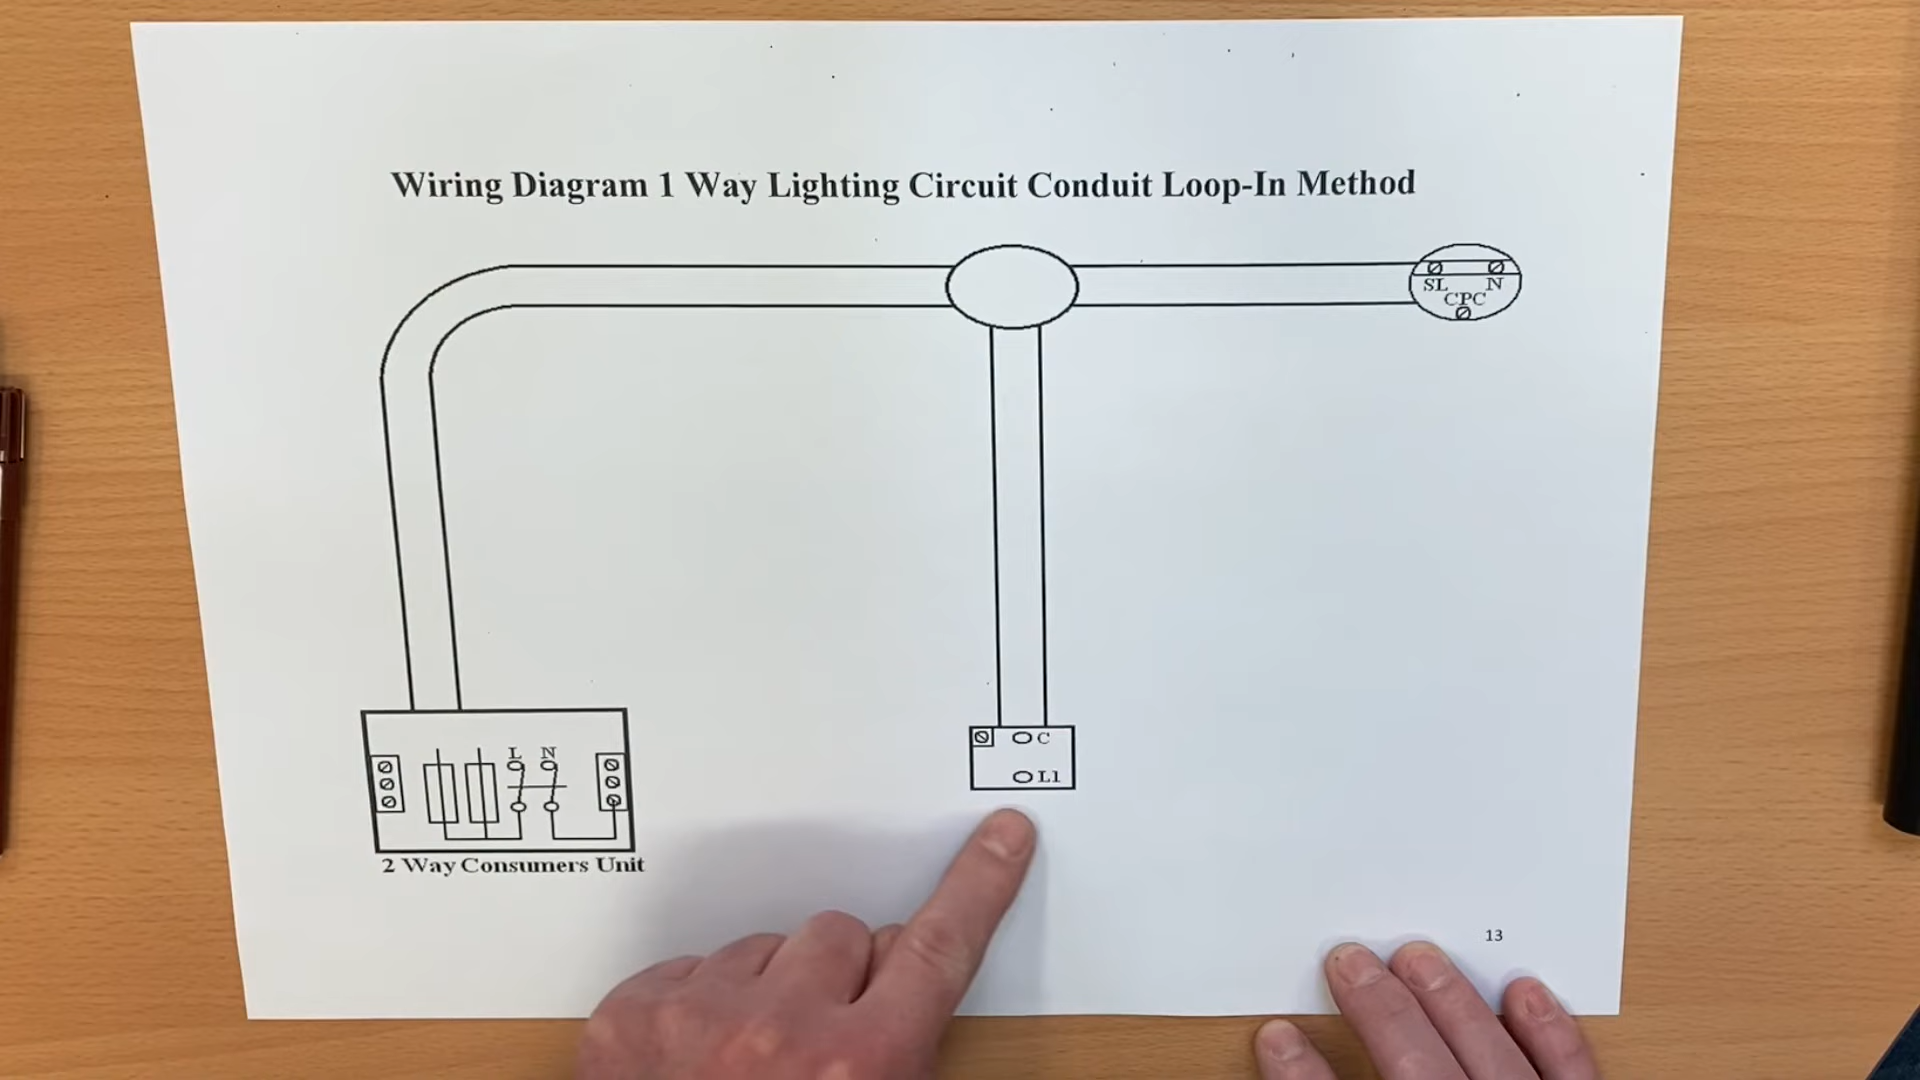 Wiring Diagram 1 Way Lighting Circuit Conduit Loop-In Method
SL N
CPC
L N
C
L1
2 Way Consumers Unit
13